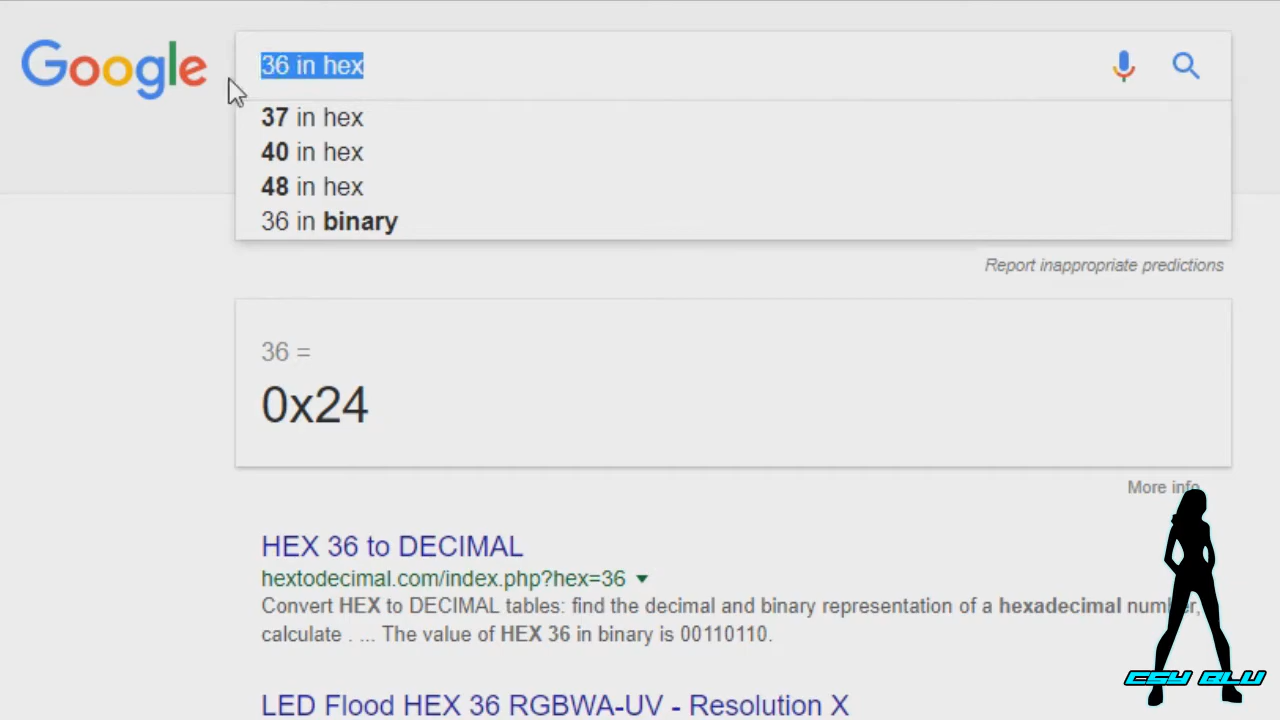 Google
36 in hex
37 in hex
40 in hex
48 in hex
36 in binary
Report inappropriate predictions
36 =
0x24
More info
HEX 36 to DECIMAL
hextodecimal.com/index.php?hex=36
Convert HEX to DECIMAL tables: find the decimal and binary representation of a hexadecimal number,
calculate . ... The value of HEX 36 in binary is 00110110.
LED Flood HEX 36 RGBWA-UV - Resolution X
CSY BLU